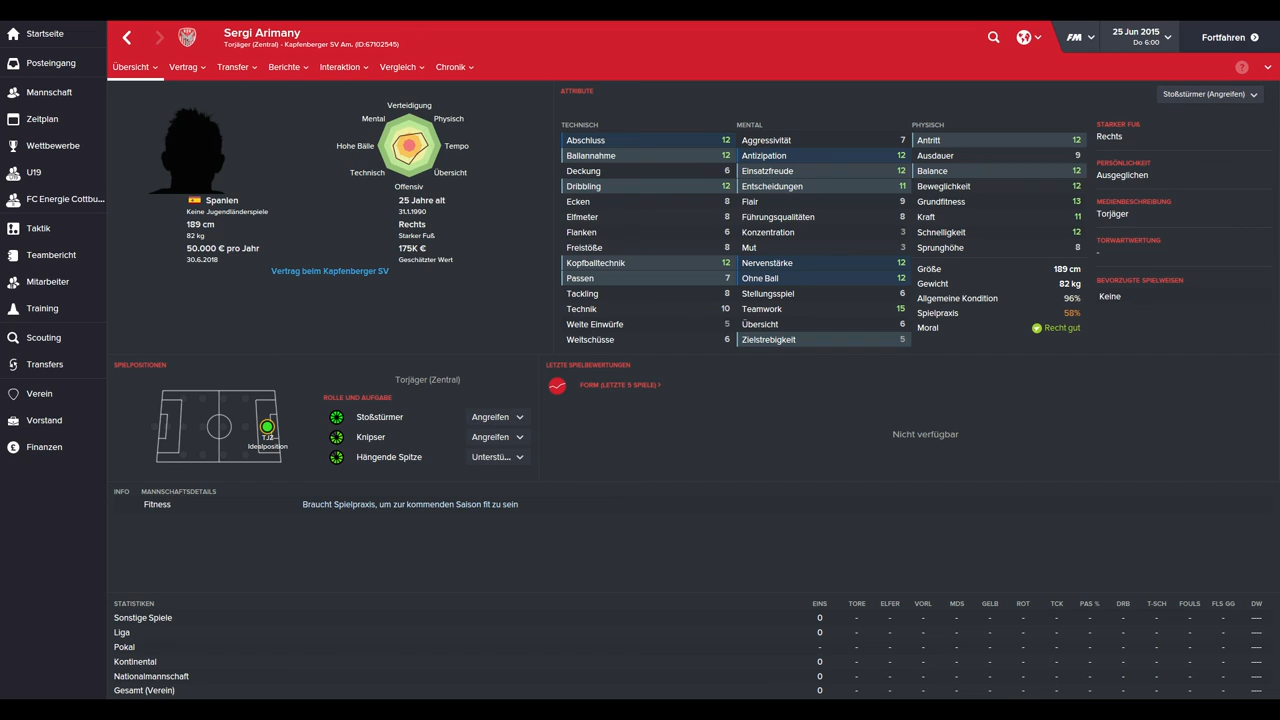 Startseite
Posteingang
Mannschaft
Zeitplan
Wettbewerbe
U19
FC Energie Cottbu...
Taktik
Teambericht
Mitarbeiter
Training
Scouting
Transfers
Verein
Vorstand
Finanzen
Sergi Arimany
Torjäger (Zentral) - Kapfenberger SV Am. (ID:67102545)
FM
25 Jun 2015
Do 6:00
Fortfahren
Übersicht Vertrag Transfer Berichte Interaktion Vergleich Chronik
?
Verteidigung
Mental Physisch
Hohe Bälle Tempo
Technisch Übersicht
Offensiv
Spanien
Keine Jugendländerspiele
189 cm
82 kg
50.000 € pro Jahr
30.6.2018
25 Jahre alt
31.1.1990
Rechts
Starker Fuß
175K €
Geschätzter Wert
Vertrag beim Kapfenberger SV
ATTRIBUTE
Stoßstürmer (Angreifen)
TECHNISCH
Abschluss 12
Ballannahme 12
Deckung 6
Dribbling 12
Ecken 8
Elfmeter 8
Flanken 6
Freistöße 8
Kopfballtechnik 12
Passen 7
Tackling 8
Technik 10
Weite Einwürfe 5
Weitschüsse 6
MENTAL
Aggressivität 7
Antizipation 12
Einsatzfreude 12
Entscheidungen 11
Flair 9
Führungsqualitäten 8
Konzentration 3
Mut 3
Nervenstärke 12
Ohne Ball 12
Stellungsspiel 6
Teamwork 15
Übersicht 6
Zielstrebigkeit 5
PHYSISCH
Antritt 12
Ausdauer 9
Balance 12
Beweglichkeit 12
Grundfitness 13
Kraft 11
Schnelligkeit 12
Sprunghöhe 8
Größe 189 cm
Gewicht 82 kg
Allgemeine Kondition 96%
Spielpraxis 58%
Moral Recht gut
STARKER FUß
Rechts
PERSÖNLICHKEIT
Ausgeglichen
MEDIENBESCHREIBUNG
Torjäger
TORWARTWERTUNG
-
BEVORZUGTE SPIELWEISEN
Keine
SPIELPOSITIONEN
TJZ
Idealposition
Torjäger (Zentral)
ROLLE UND AUFGABE
Stoßstürmer Angreifen
Knipser Angreifen
Hängende Spitze Unterstü...
LETZTE SPIELBEWERTUNGEN
FORM (LETZTE 5 SPIELE) >
Nicht verfügbar
INFO MANNSCHAFTSDETAILS
Fitness Braucht Spielpraxis, um zur kommenden Saison fit zu sein
STATISTIKEN EINS TORE ELFER VORL MDS GELB ROT TCK PAS % DRB T-SCH FOULS FLS GG DW
Sonstige Spiele 0 - - - - - - - - - - - - ----
Liga 0 - - - - - - - - - - - - ----
Pokal - - - - - - - - - - - - - ----
Kontinental 0 - - - - - - - - - - - - ----
Nationalmannschaft 0 - - - - - - - - - - - - ----
Gesamt (Verein) 0 - - - - - - - - - - - - ----